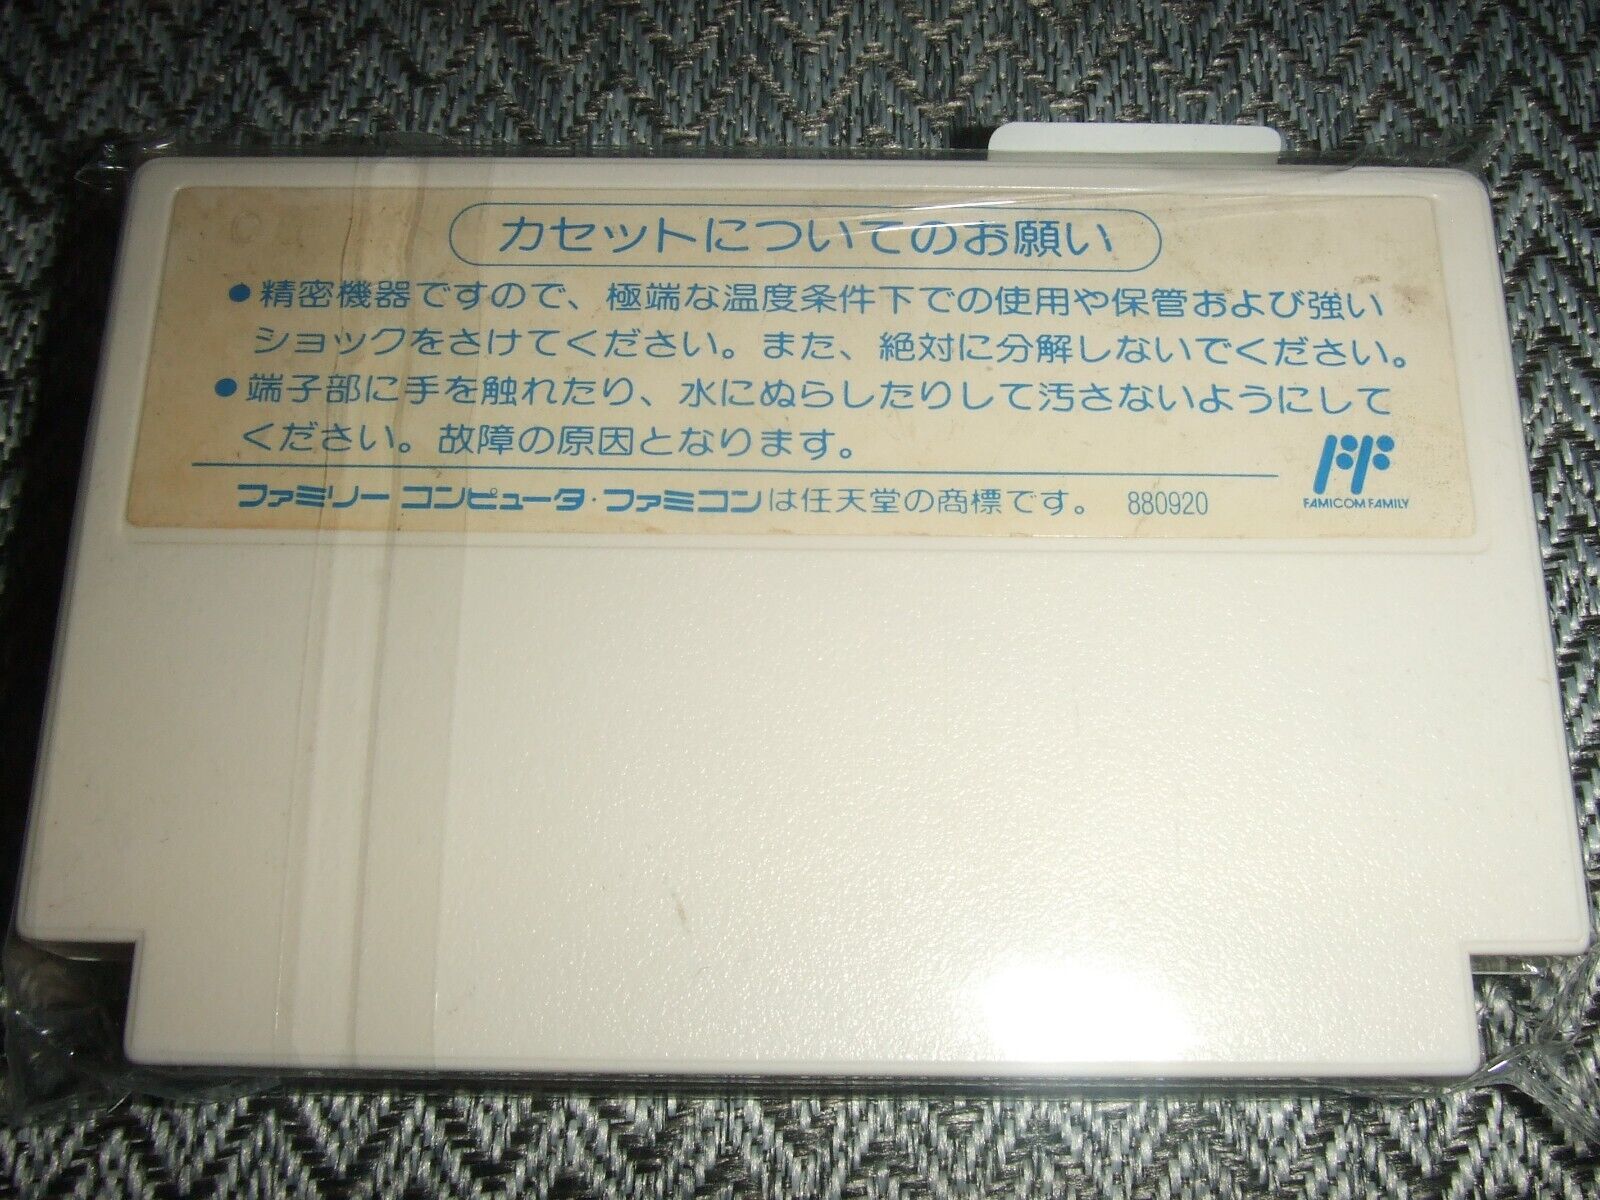 カセットについてのお願い
●精密機器ですので、極端な温度条件下での使用や保管および強い
ショックをさけてください。また、絶対に分解しないでください。
●端子部に手を触れたり、水にぬらしたりして汚さないようにして
ください。故障の原因となります。
ファミリー コンピュータ・ファミコンは任天堂の商標です。 880920
FAMICOM FAMILY